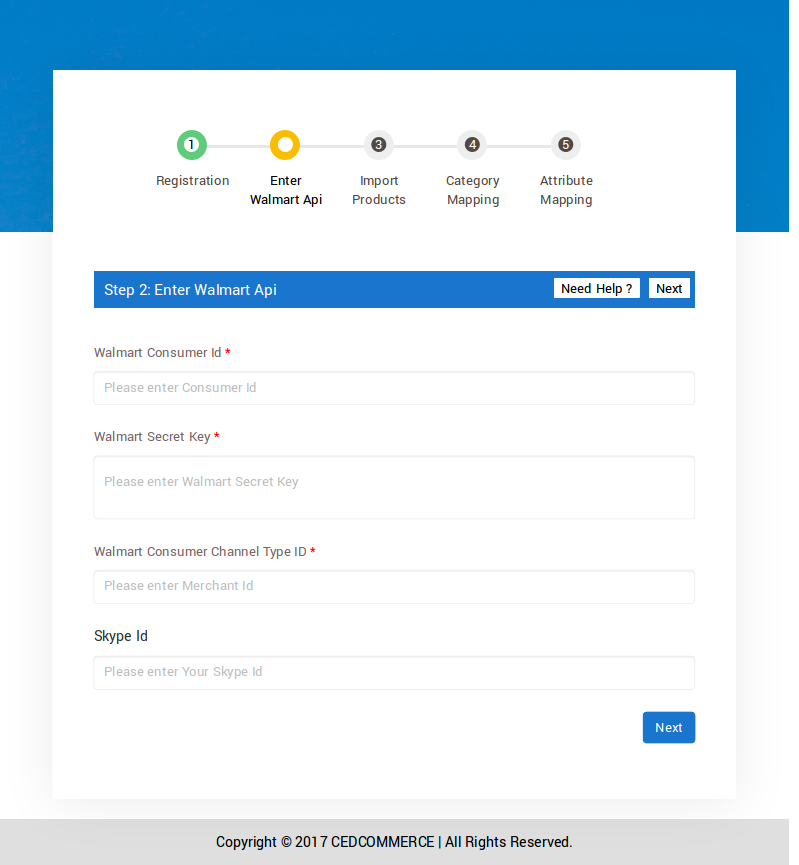 1 3 4 5
Registration Enter Import Category Attribute
Walmart Api Products Mapping Mapping
Step 2: Enter Walmart Api Need Help ? Next
Walmart Consumer Id *
Please enter Consumer Id
Walmart Secret Key *
Please enter Walmart Secret Key
Walmart Consumer Channel Type ID *
Please enter Merchant Id
Skype Id
Please enter Your Skype Id
Next
Copyright © 2017 CEDCOMMERCE | All Rights Reserved.